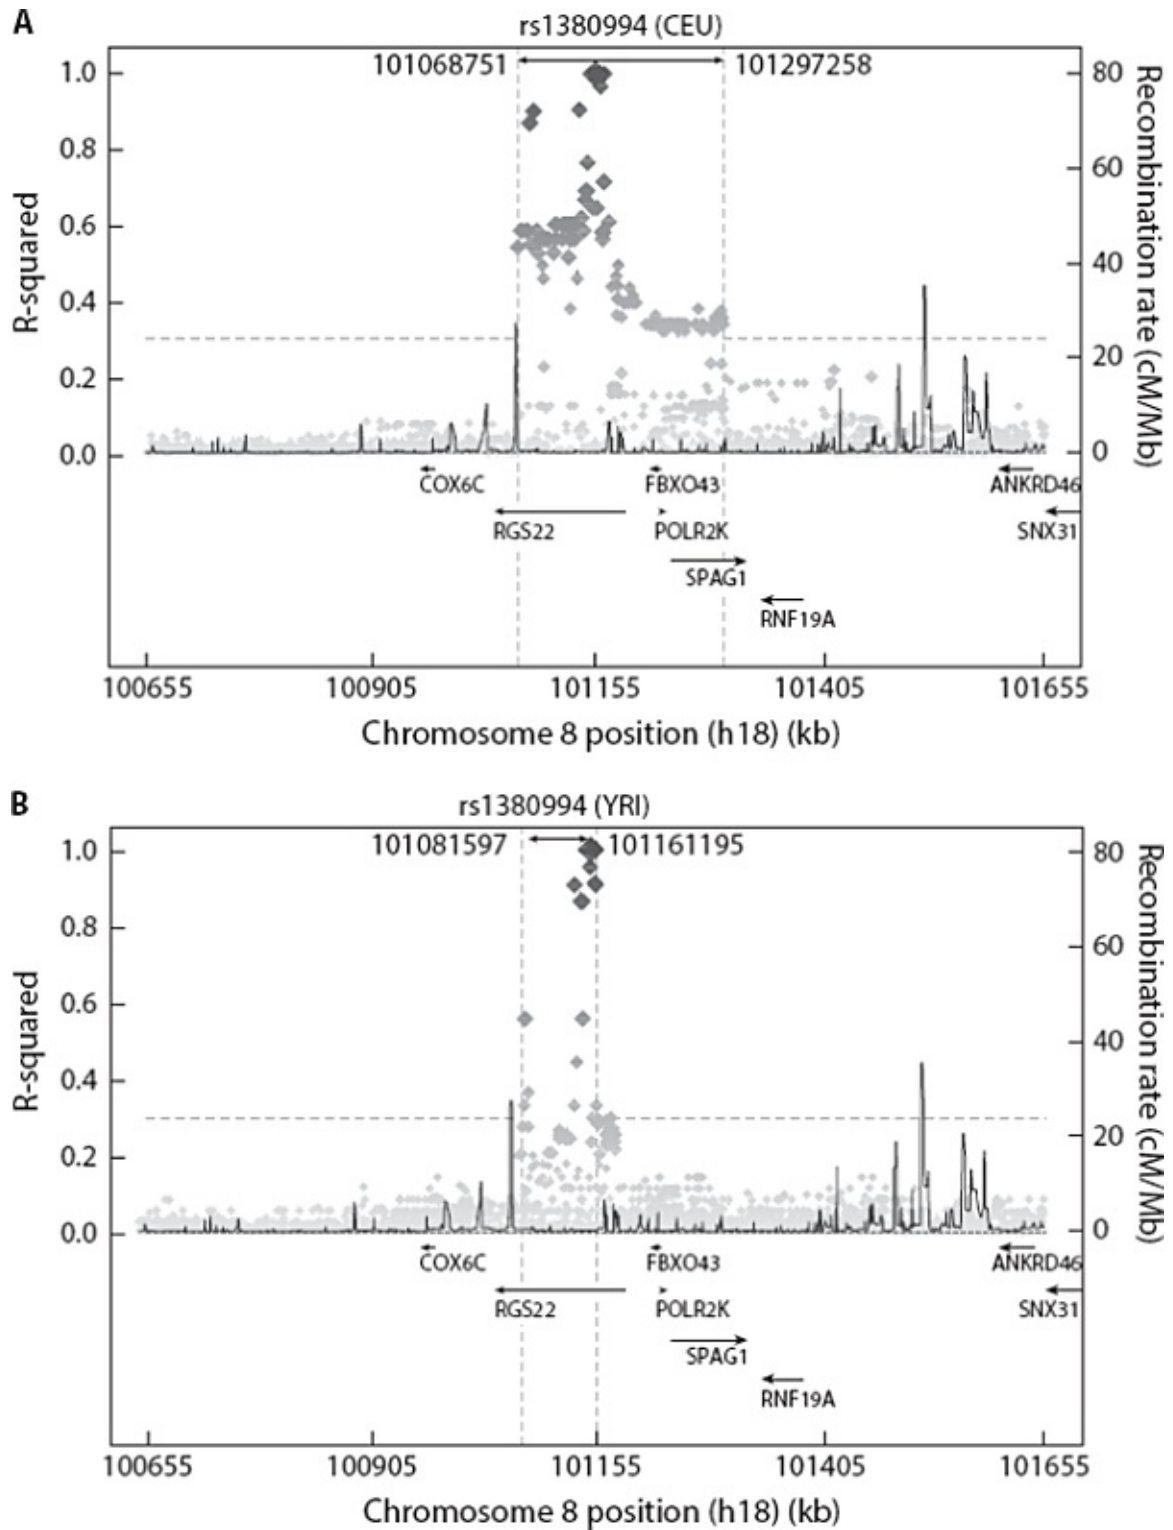 A
rs1380994 (CEU)
101068751 101297258
1.0
0.8
0.6
0.4
0.2
0.0
R-squared
80
60
40
20
0
Recombination rate (cM/Mb)
COX6C FBXO43 ANKRD46
RGS22 POLR2K SNX31
SPAG1
RNF19A
100655 100905 101155 101405 101655
Chromosome 8 position (h18) (kb)
B
rs1380994 (YRI)
101081597 101161195
1.0
0.8
0.6
0.4
0.2
0.0
R-squared
80
60
40
20
0
Recombination rate (cM/Mb)
COX6C FBXO43 ANKRD46
RGS22 POLR2K SNX31
SPAG1
RNF19A
100655 100905 101155 101405 101655
Chromosome 8 position (h18) (kb)